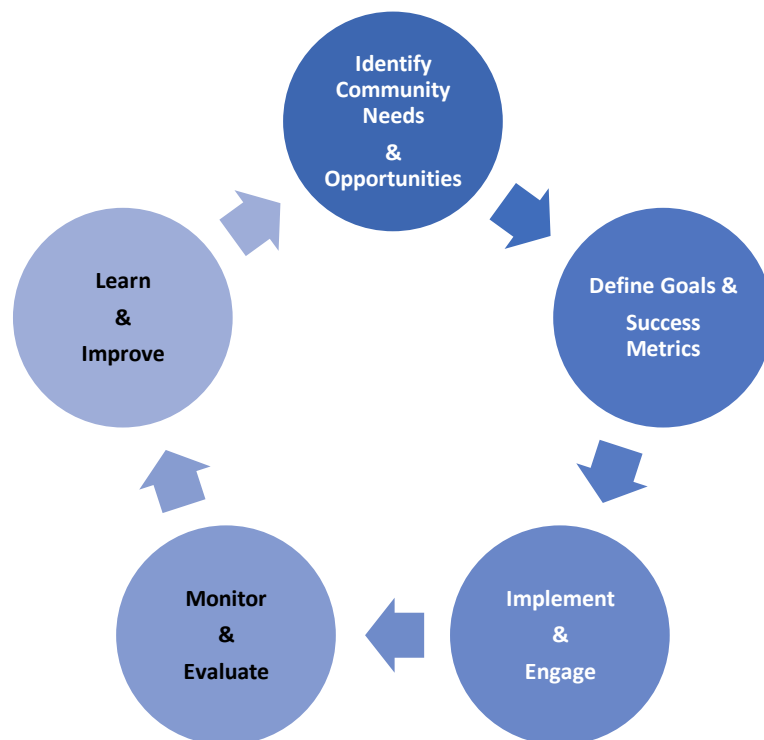 Identify
Community
Needs
&
Opportunities
Define Goals &
Success
Metrics
Implement
&
Engage
Monitor
&
Evaluate
Learn
&
Improve